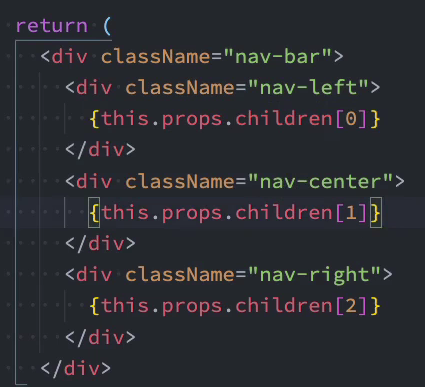 return (
<div className="nav-bar">
<div className="nav-left">
{this.props.children[0]}
</div>
<div className="nav-center">
{this.props.children[1]}
</div>
<div className="nav-right">
{this.props.children[2]}
</div>
</div>